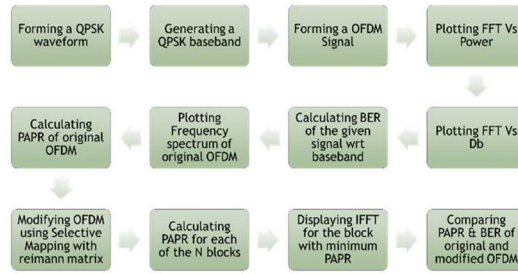 Forming a QPSK
waveform
Generating a
QPSK baseband
Forming a OFDM
Signal
Plotting FFT Vs
Power
Plotting FFT Vs
Db
Calculating BER
of the given
signal wrt
baseband
Plotting
Frequency
spectrum of
original OFDM
Calculating
PAPR of original
OFDM
Modifying OFDM
using Selective
Mapping with
reimann matrix
Calculating
PAPR for each
of the N blocks
Displaying IFFT
for the block
with minimum
PAPR
Comparing
PAPR & BER of
original and
modified OFDM